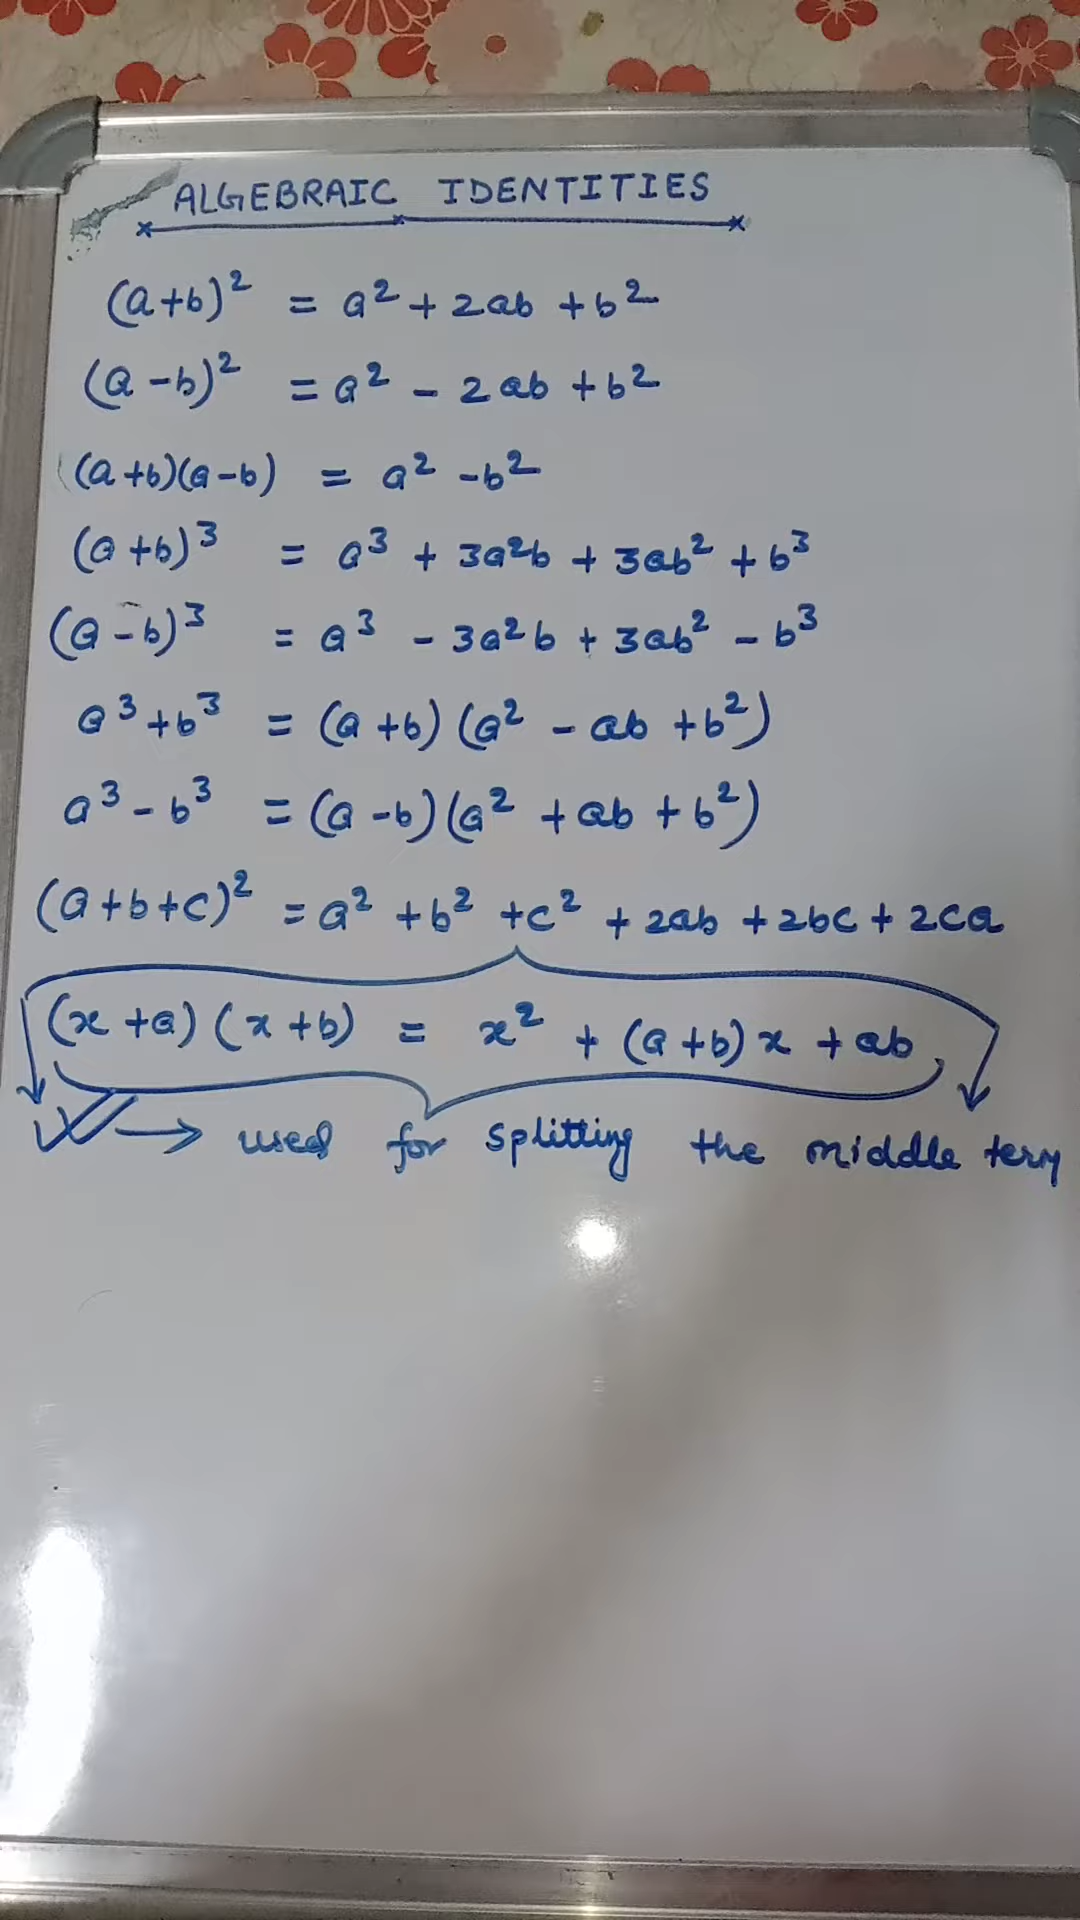 ALGEBRAIC IDENTITIES
(a+b)² = a² + 2ab + b²
(a-b)² = a² - 2ab + b²
(a+b)(a-b) = a² - b²
(a+b)³ = a³ + 3a²b + 3ab² + b³
(a-b)³ = a³ - 3a²b + 3ab² - b³
a³+b³ = (a+b)(a² - ab + b²)
a³-b³ = (a-b)(a² + ab + b²)
(a+b+c)² = a² + b² + c² + 2ab + 2bc + 2ca
(x+a)(x+b) = x² + (a+b)x + ab,
→ used for splitting the middle term